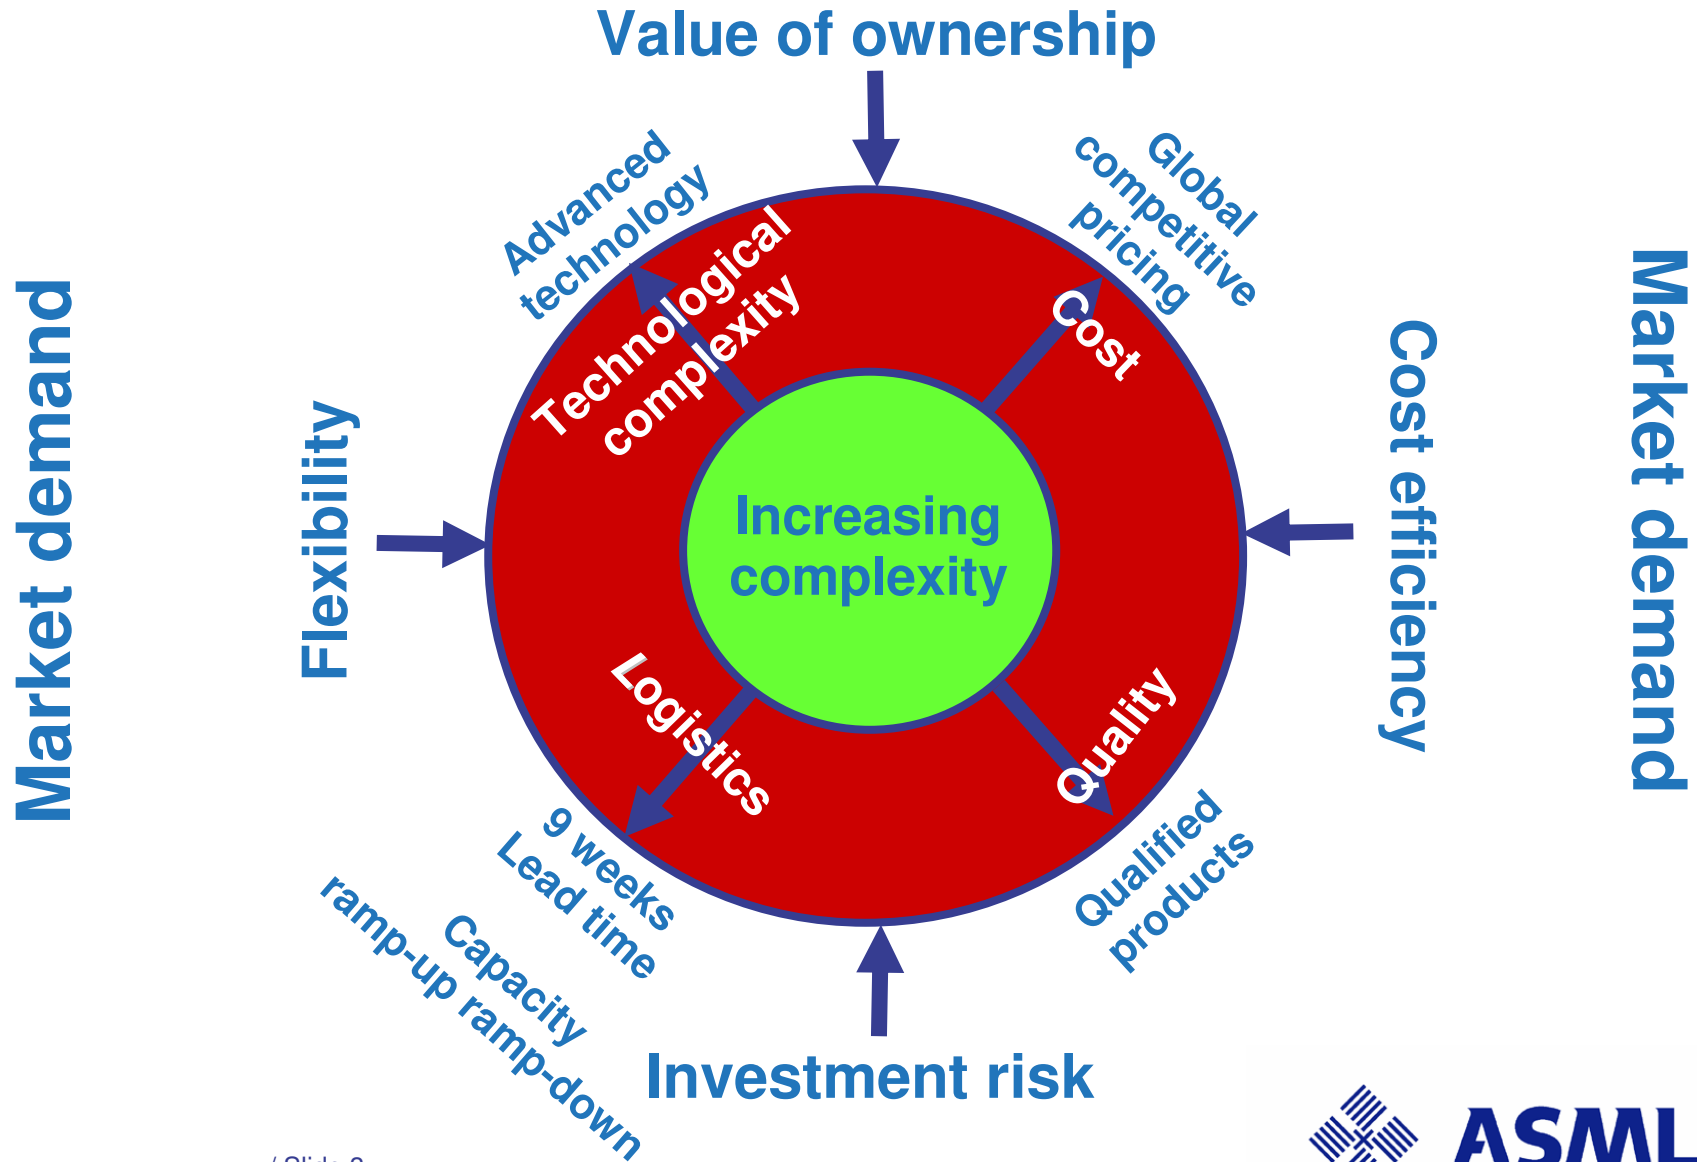 Value of ownership
Advanced
technology
Global
competitive
pricing
Technological
complexity
Cost
Market demand
Flexibility
Increasing
complexity
Cost efficiency
Market demand
Logistics
Quality
9 weeks
Lead time
Capacity
ramp-up ramp-down
Qualified
products
Investment risk
ASML
/ Slide